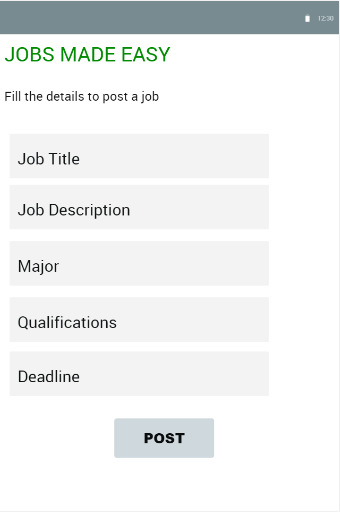 12:30
JOBS MADE EASY
Fill the details to post a job
Job Title
Job Description
Major
Qualifications
Deadline
POST